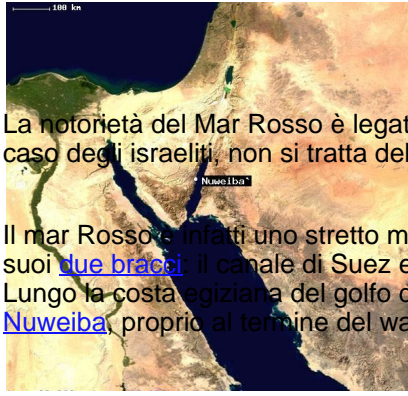 100 km
La notorietà del Mar Rosso è legat
caso degli israeliti, non si tratta del
Nuweiba`
Il mar Rosso è infatti uno stretto m
suoi due bracci: il canale di Suez e
Lungo la costa egiziana del golfo d
Nuweiba, proprio al termine del wa